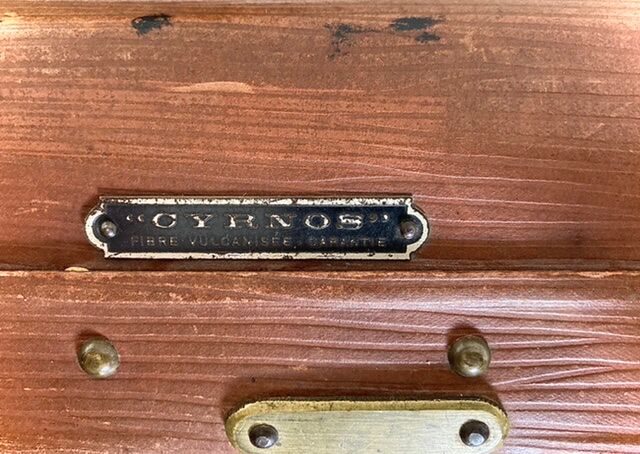 "CYRNOS"
FIBRE VULCANISÉE, GARANTIE